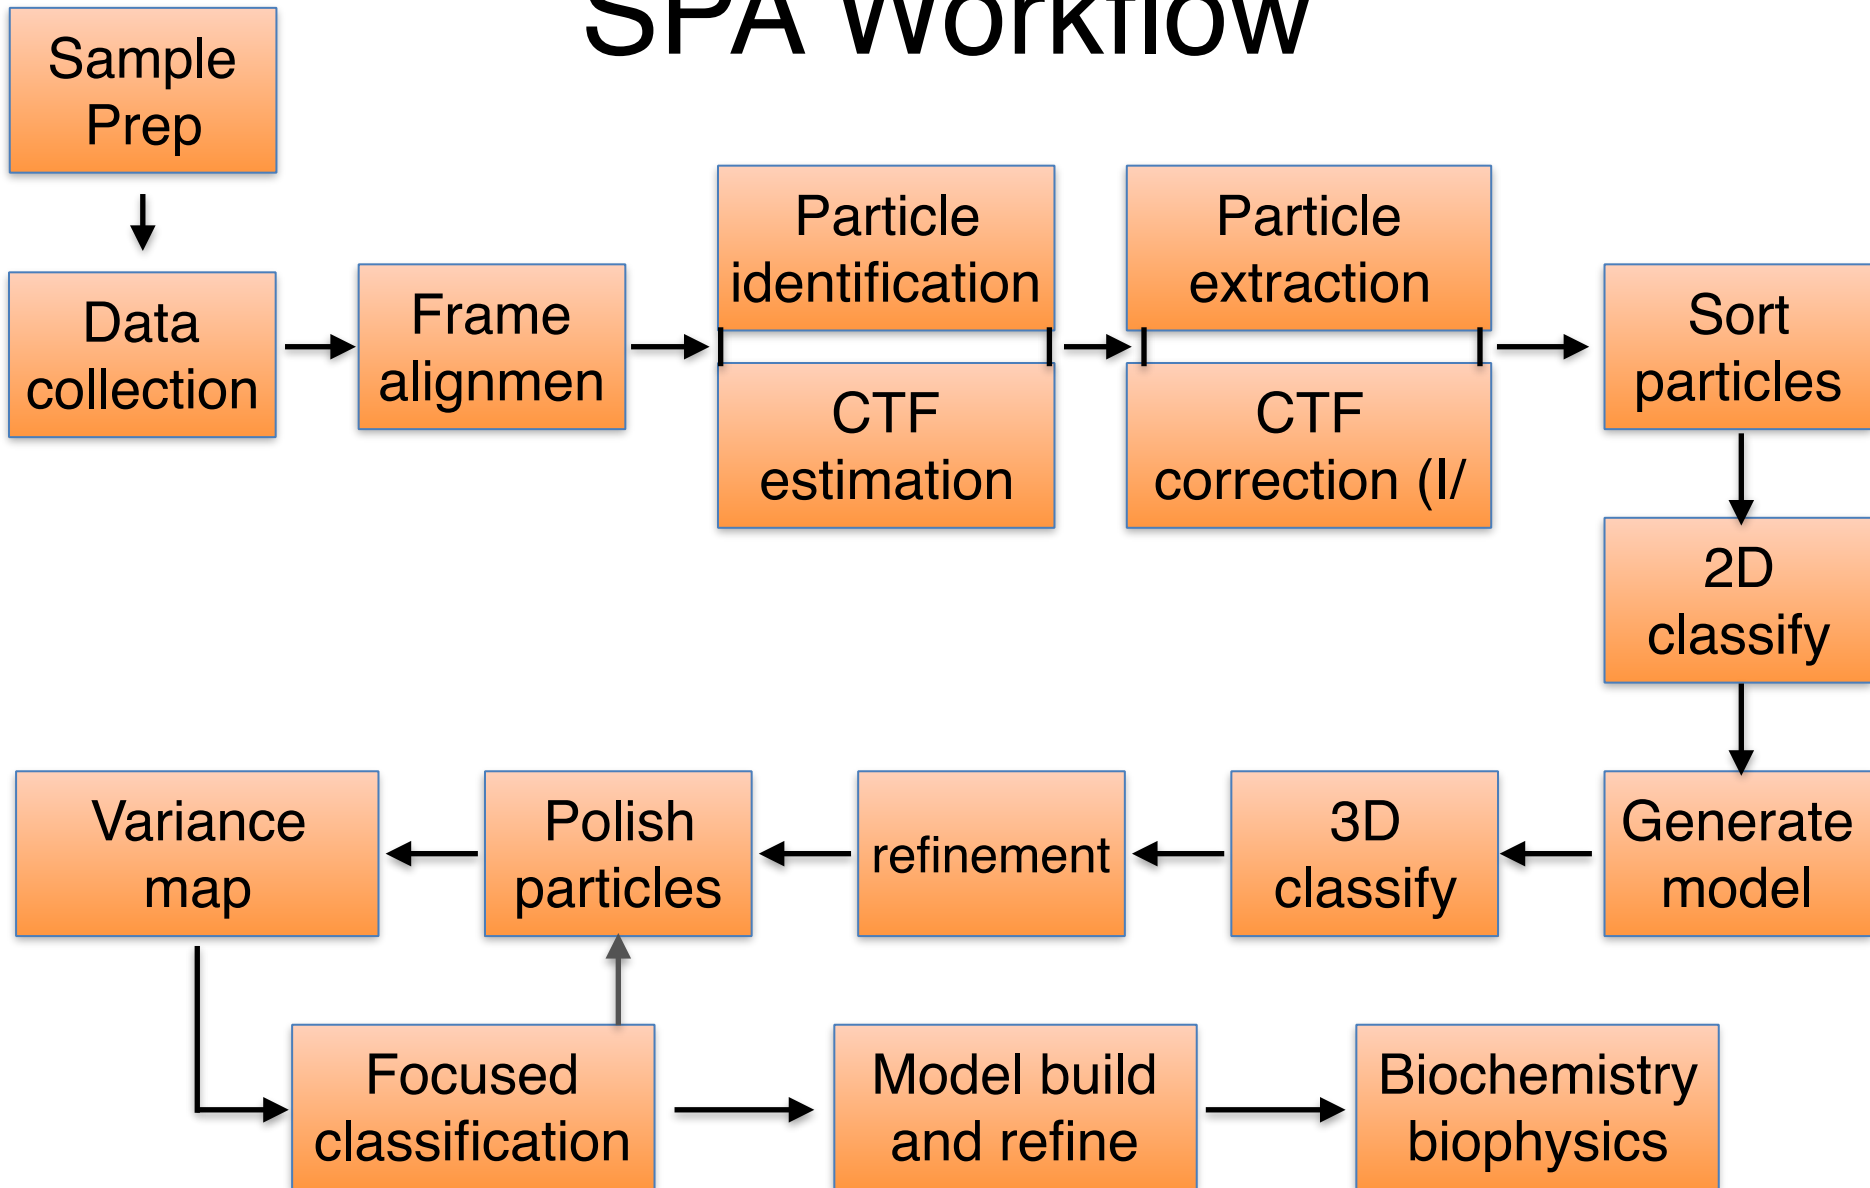 SPA Workflow
Sample
Prep
Data
collection
Frame
alignmen
Particle
identification
CTF
estimation
Particle
extraction
CTF
correction (I/
Sort
particles
2D
classify
Generate
model
3D
classify
refinement
Polish
particles
Variance
map
Focused
classification
Model build
and refine
Biochemistry
biophysics